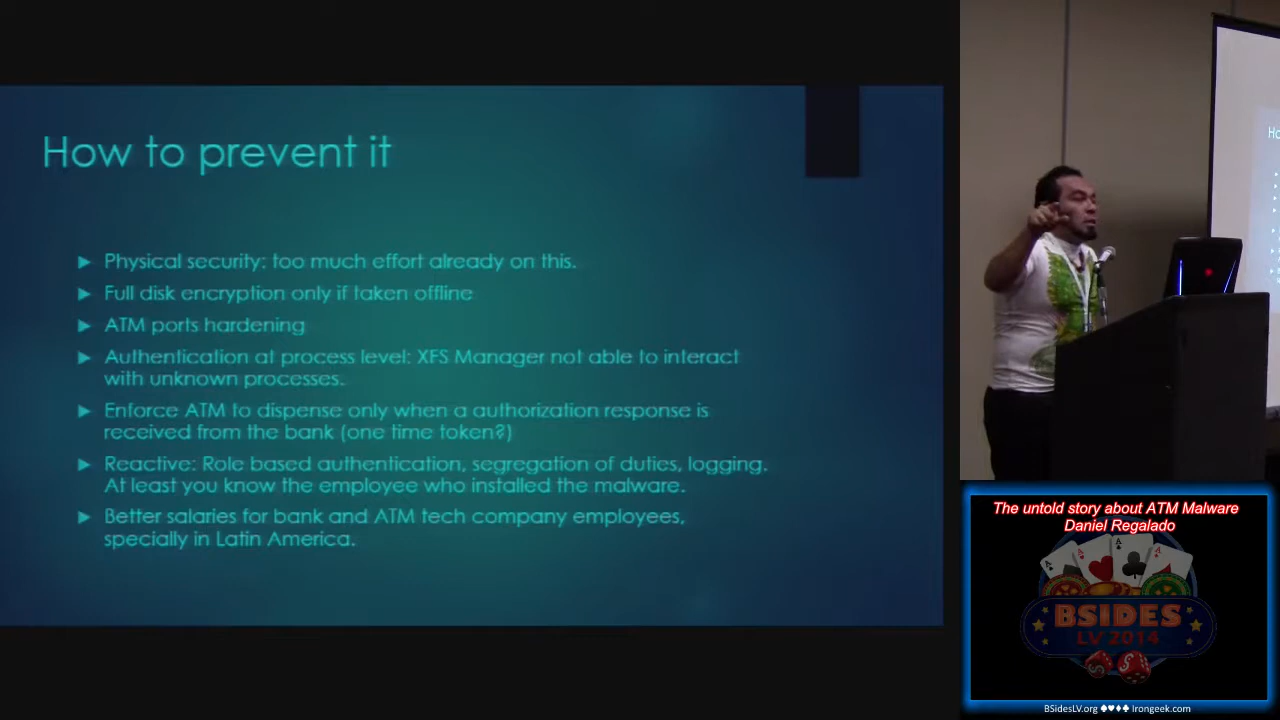 How to prevent it
Physical security: too much effort already on this.
Full disk encryption only if taken offline
ATM ports hardening
Authentication at process level: XFS Manager not able to interact
with unknown processes.
Enforce ATM to dispense only when a authorization response is
received from the bank (one time token?)
Reactive: Role based authentication, segregation of duties, logging.
At least you know the employee who installed the malware.
Better salaries for bank and ATM tech company employees,
specially in Latin America.
Ho
The untold story about ATM Malware
Daniel Regalado
A
A
A
A
BSIDES
LV 2014
BSidesLV.org ♠♥♦♣ Irongeek.com